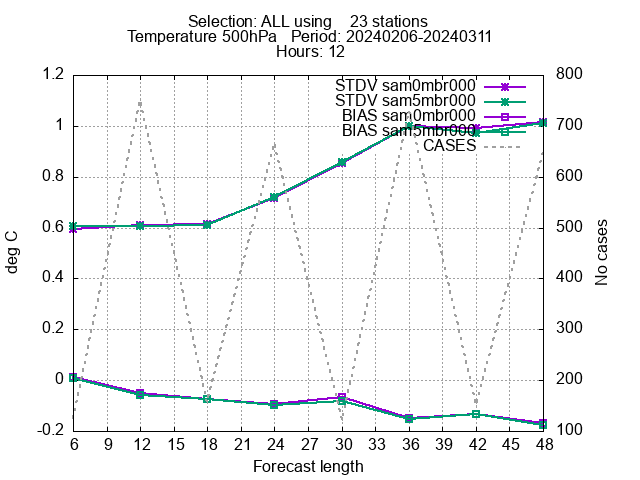 Selection: ALL using    23 stations
Temperature 500hPa   Period: 20240206-20240311
Hours: 12
STDV sam0mbr000
STDV sam5mbr000
BIAS sam0mbr000
BIAS sam5mbr000
CASES
deg C
No cases
1.2
1
0.8
0.6
0.4
0.2
0
-0.2
800
700
600
500
400
300
200
100
6 9 12 15 18 21 24 27 30 33 36 39 42 45 48
Forecast length